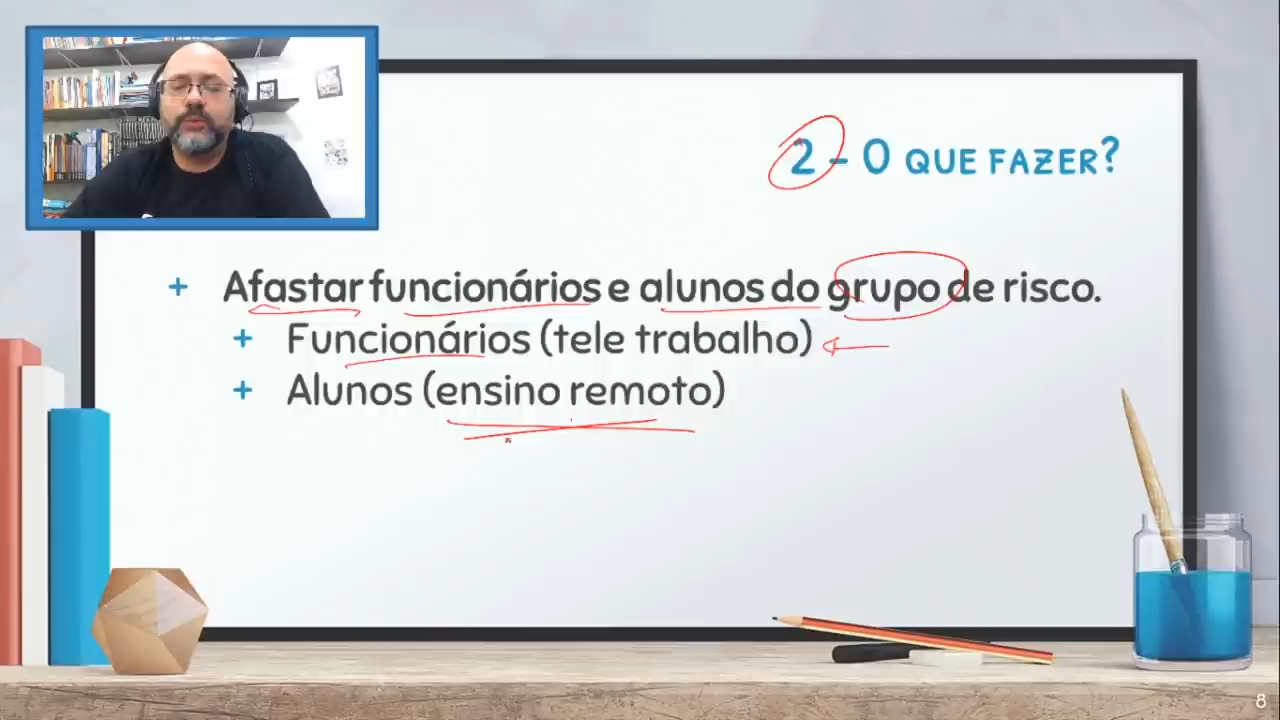 2 - O QUE FAZER?
+ Afastar funcionários e alunos do grupo de risco.
+ Funcionários (tele trabalho)
+ Alunos (ensino remoto)
8